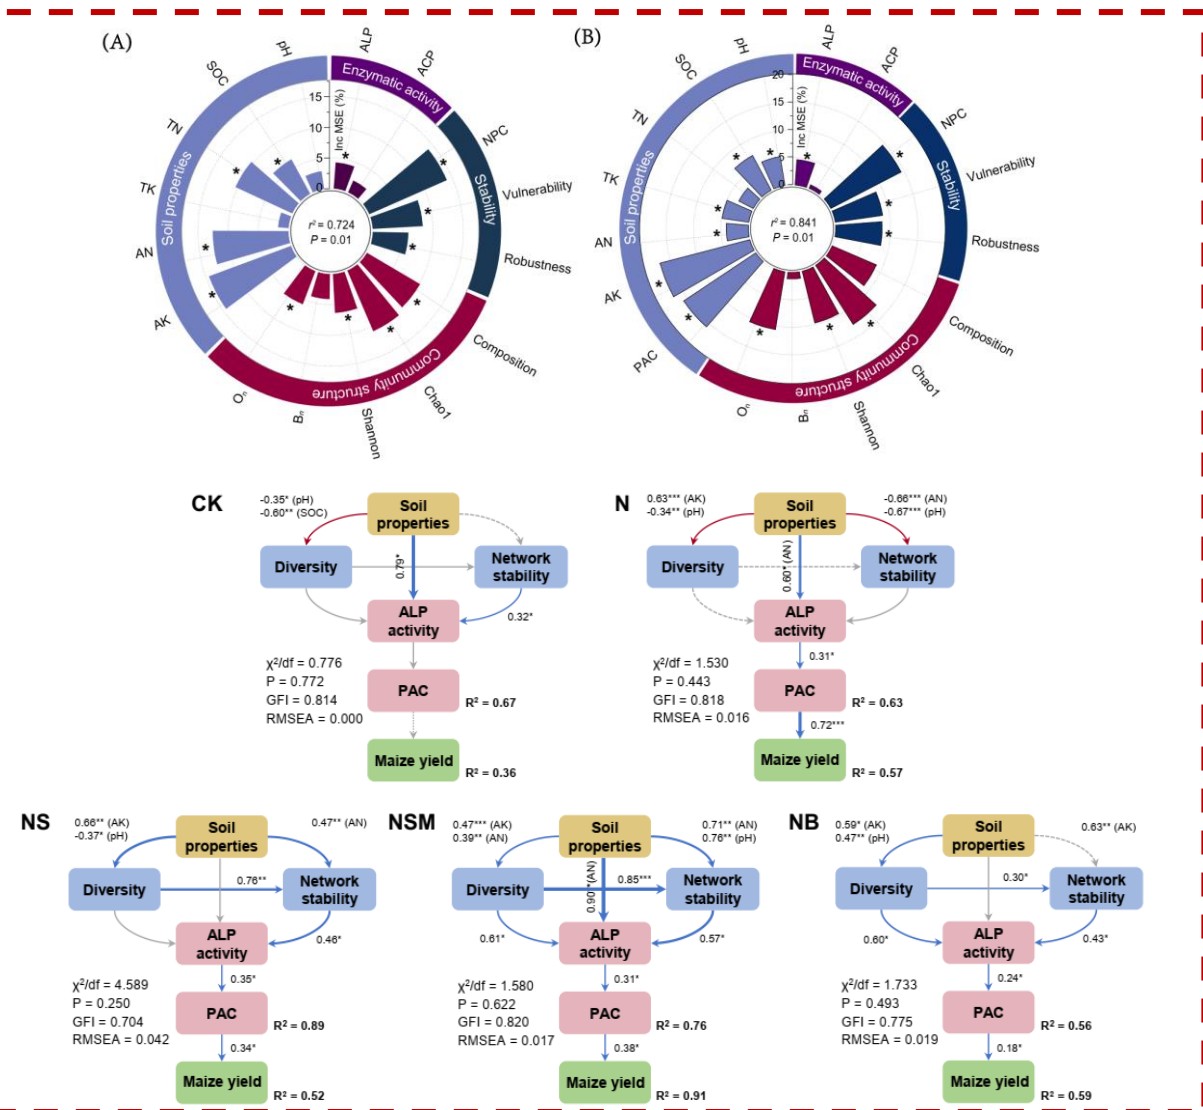 (A)
ALP
ACP
NPC
Vulnerability
Robustness
Composition
Chao1
Shannon
Bn
On
AK
AN
TK
TN
SOC
pH
Enzymatic activity
Stability
Community structure
Soil properties
Inc MSE (%)
15
10
5
0
r² = 0.724
P = 0.01
* * * * * * * * * * * *
(B)
ALP
ACP
NPC
Vulnerability
Robustness
Composition
Chao1
Shannon
Bn
On
PAC
AK
AN
TK
TN
SOC
pH
Enzymatic activity
Stability
Community structure
Soil properties
Inc MSE (%)
20
15
10
5
0
r² = 0.841
P = 0.01
* * * * * * * * * * * * *
CK
-0.35* (pH)
-0.60** (SOC)
Soil
properties
Diversity
0.79*
Network
stability
ALP
activity
0.32*
χ²/df = 0.776
P = 0.772
GFI = 0.814
RMSEA = 0.000
PAC
R² = 0.67
Maize yield
R² = 0.36
N
0.63*** (AK)
-0.34** (pH)
Soil
properties
-0.66*** (AN)
-0.67*** (pH)
Diversity
0.60* (AN)
Network
stability
ALP
activity
0.31*
χ²/df = 1.530
P = 0.443
GFI = 0.818
RMSEA = 0.016
PAC
R² = 0.63
0.72***
Maize yield
R² = 0.57
NS
0.66** (AK)
-0.37* (pH)
Soil
properties
0.47** (AN)
Diversity
0.76**
Network
stability
ALP
activity
0.46*
0.35*
χ²/df = 4.589
P = 0.250
GFI = 0.704
RMSEA = 0.042
PAC
R² = 0.89
0.34*
Maize yield
R² = 0.52
NSM
0.47*** (AK)
0.39** (AN)
Soil
properties
0.71** (AN)
0.76** (pH)
Diversity
0.85***
Network
stability
0.61*
ALP
activity
0.57*
0.31*
χ²/df = 1.580
P = 0.622
GFI = 0.820
RMSEA = 0.017
PAC
R² = 0.76
0.38*
Maize yield
R² = 0.91
NB
0.59* (AK)
0.47** (pH)
Soil
properties
0.63** (AK)
Diversity
0.30*
Network
stability
0.60*
ALP
activity
0.43*
0.24*
χ²/df = 1.733
P = 0.493
GFI = 0.775
RMSEA = 0.019
PAC
R² = 0.56
0.18*
Maize yield
R² = 0.59